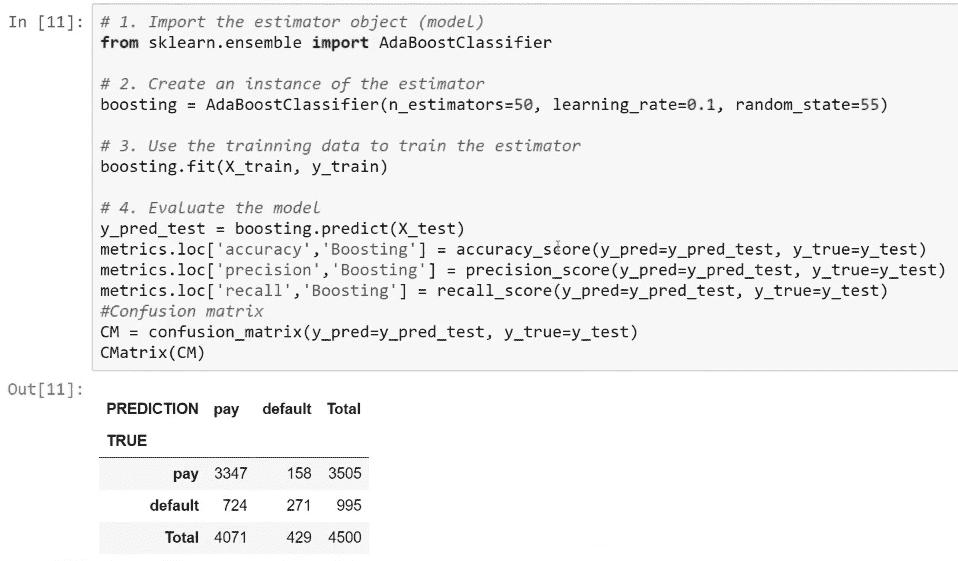 In [11]: # 1. Import the estimator object (model)
from sklearn.ensemble import AdaBoostClassifier
# 2. Create an instance of the estimator
boosting = AdaBoostClassifier(n_estimators=50, learning_rate=0.1, random_state=55)
# 3. Use the trainning data to train the estimator
boosting.fit(X_train, y_train)
# 4. Evaluate the model
y_pred_test = boosting.predict(X_test)
metrics.loc['accuracy','Boosting'] = accuracy_score(y_pred=y_pred_test, y_true=y_test)
metrics.loc['precision','Boosting'] = precision_score(y_pred=y_pred_test, y_true=y_test)
metrics.loc['recall','Boosting'] = recall_score(y_pred=y_pred_test, y_true=y_test)
#Confusion matrix
CM = confusion_matrix(y_pred=y_pred_test, y_true=y_test)
CMatrix(CM)
Out[11]:
PREDICTION pay default Total
TRUE
pay 3347 158 3505
default 724 271 995
Total 4071 429 4500